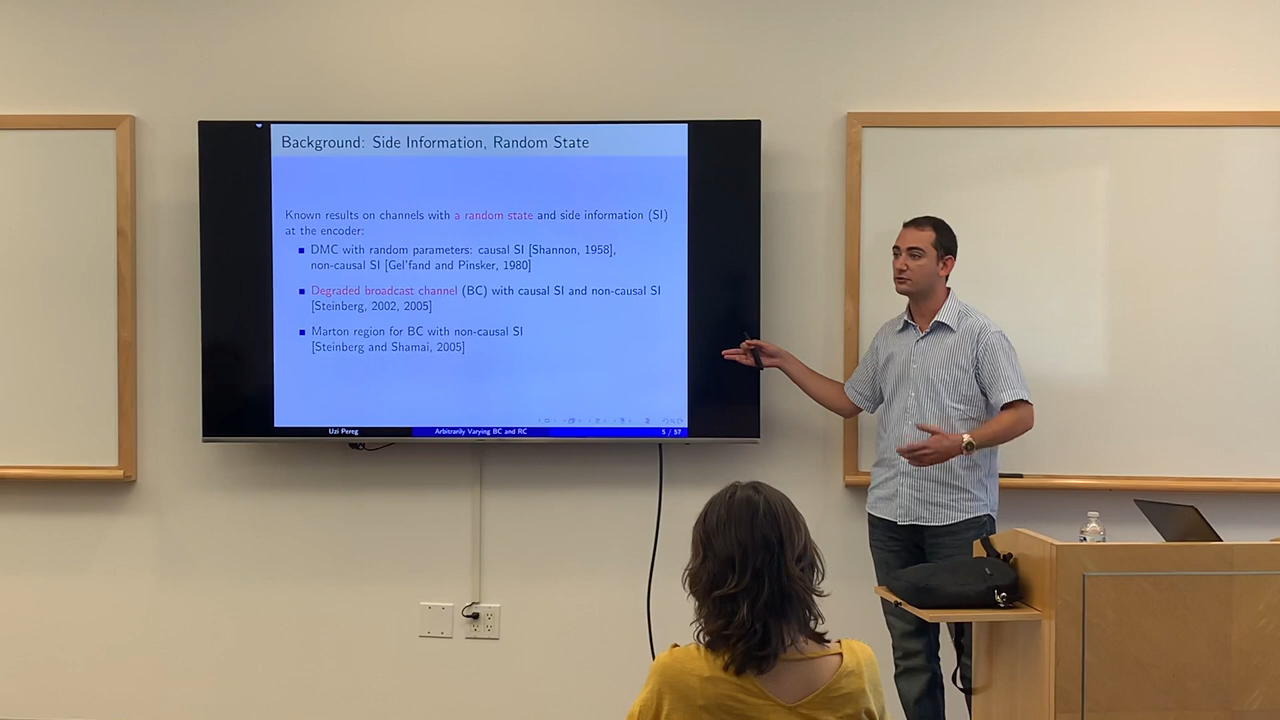 Background: Side Information, Random State
Known results on channels with a random state and side information (SI)
at the encoder:
DMC with random parameters: causal SI [Shannon, 1958],
non-causal SI [Gel'fand and Pinsker, 1980]
Degraded broadcast channel (BC) with causal SI and non-causal SI
[Steinberg, 2002, 2005]
Marton region for BC with non-causal SI
[Steinberg and Shamai, 2005]
Uzi Pereg
Arbitrarily Varying BC and RC
5 / 57